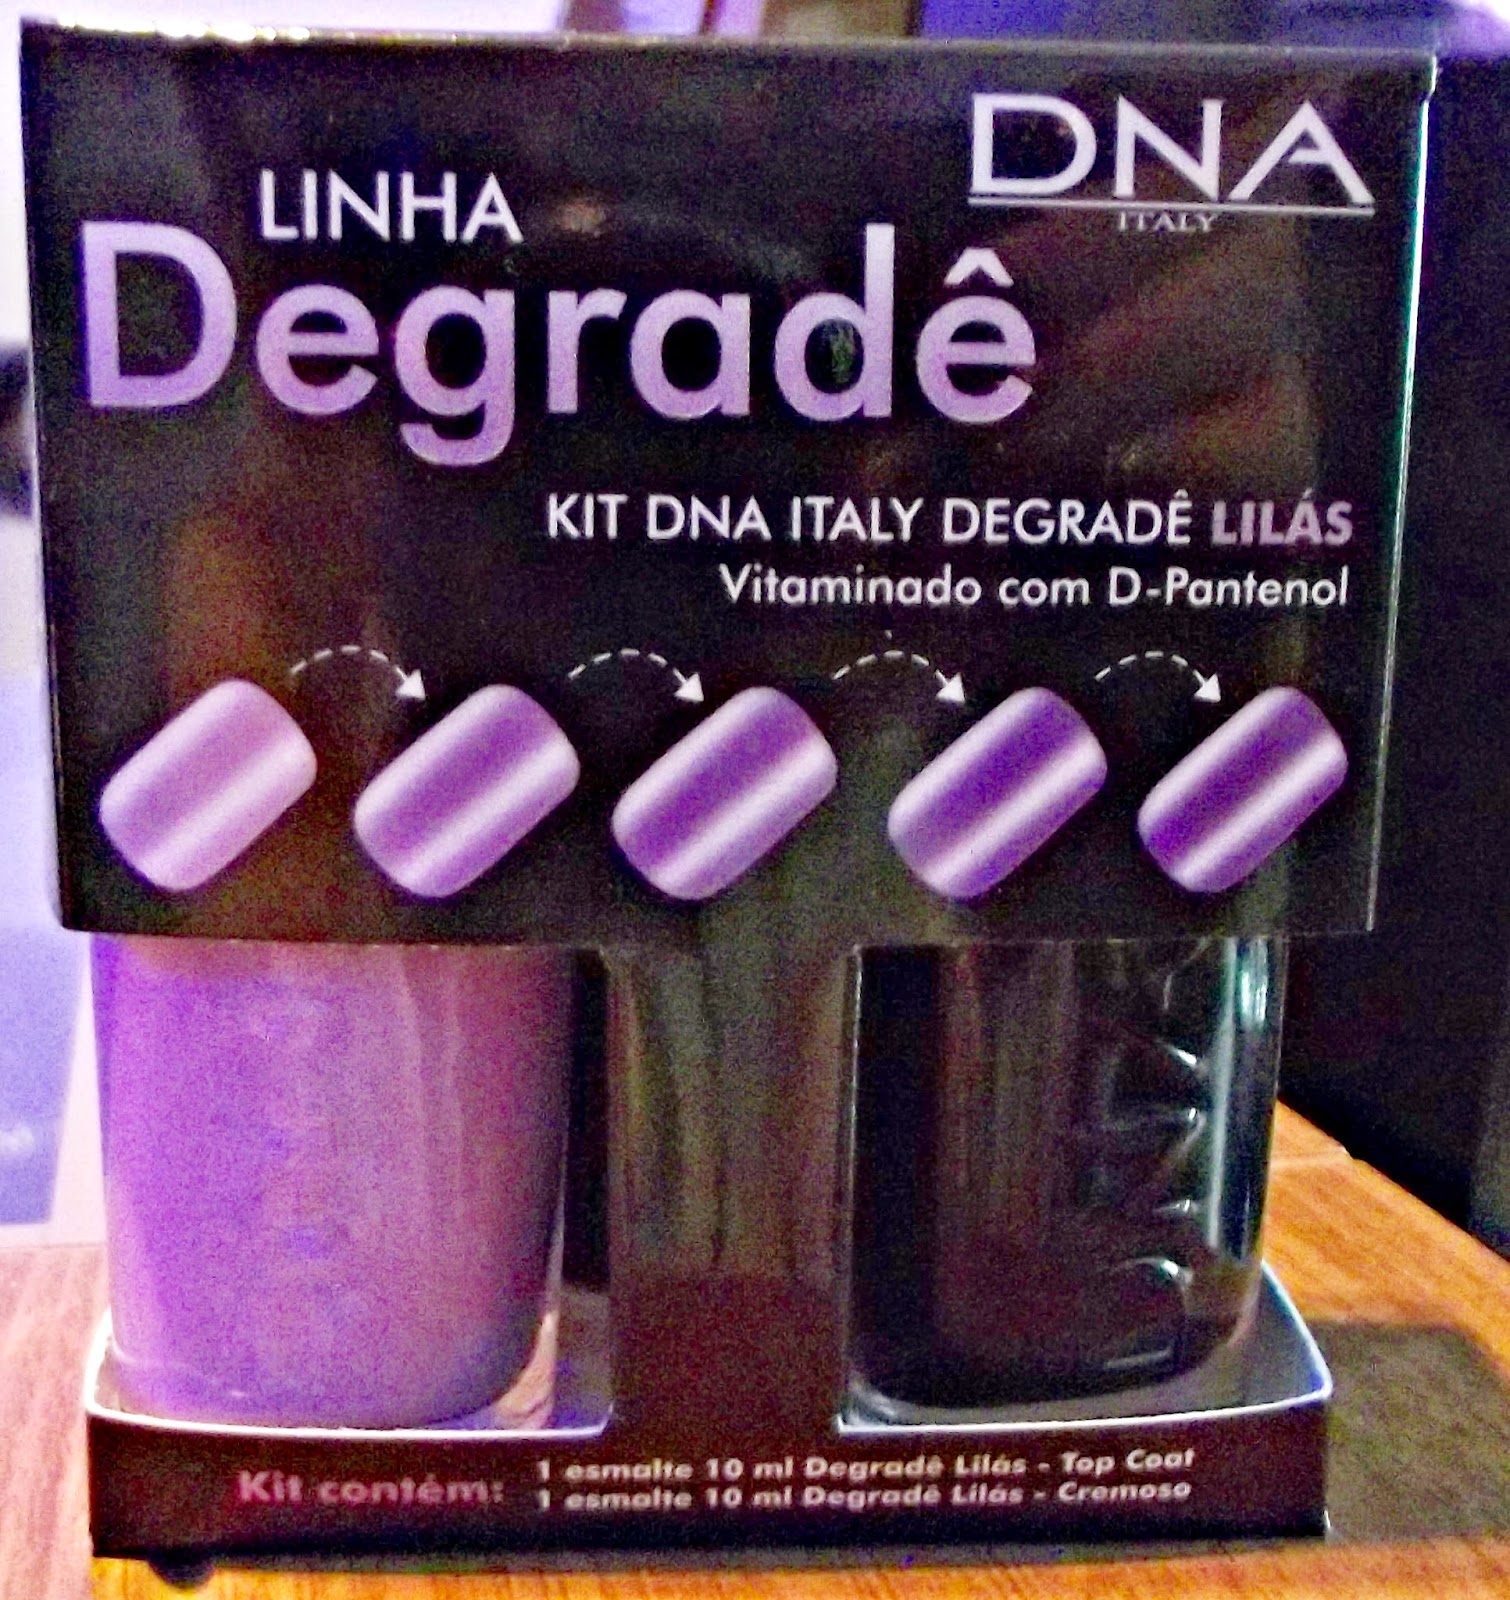 DNA
ITALY
LINHA
Degradê
KIT DNA ITALY DEGRADÊ LILÁS
Vitaminado com D-Pantenol
Kit contém:
1 esmalte 10 ml Degradê Lilás - Top Coat
1 esmalte 10 ml Degradê Lilás - Cremoso